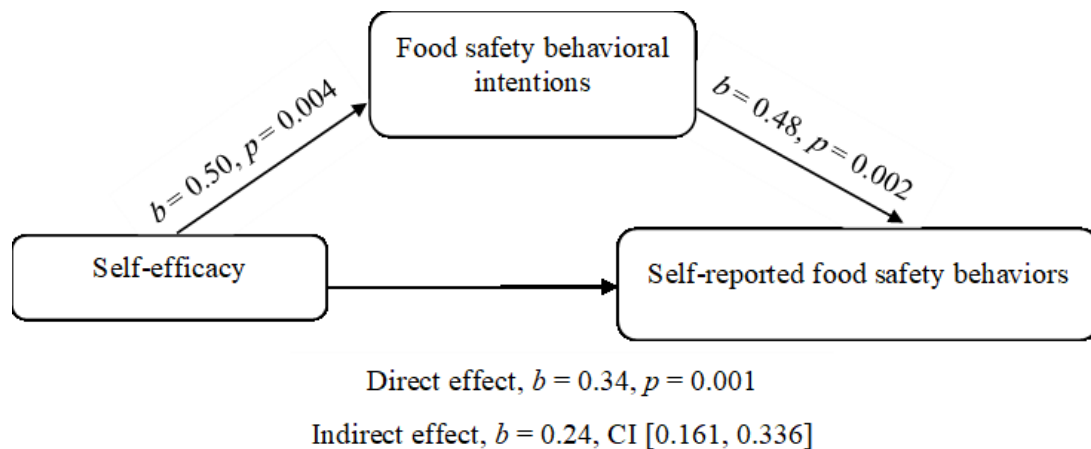 Food safety behavioral
intentions
b = 0.50, p = 0.004
b = 0.48, p = 0.002
Self-efficacy
Self-reported food safety behaviors
Direct effect, b = 0.34, p = 0.001
Indirect effect, b = 0.24, CI [0.161, 0.336]